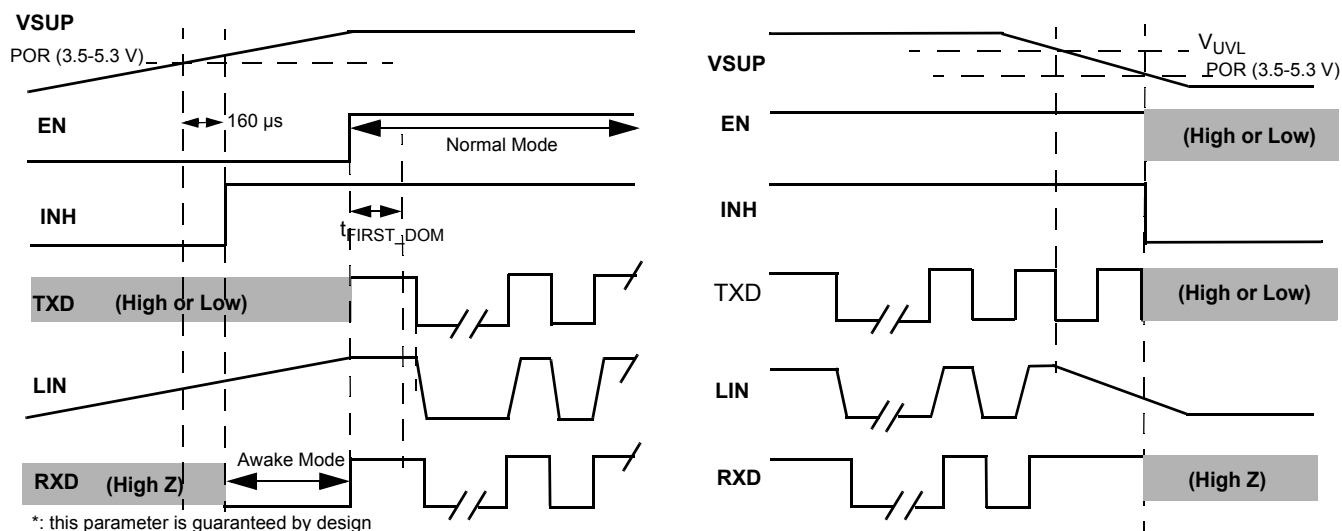 VSUP
POR (3.5-5.3 V)
160 µs
EN
Normal Mode
INH
tFIRST_DOM
TXD (High or Low)
LIN
Awake Mode
RXD (High Z)
*: this parameter is guaranteed by design
VUVL
VSUP
POR (3.5-5.3 V)
EN
(High or Low)
INH
TXD
(High or Low)
LIN
RXD
(High Z)